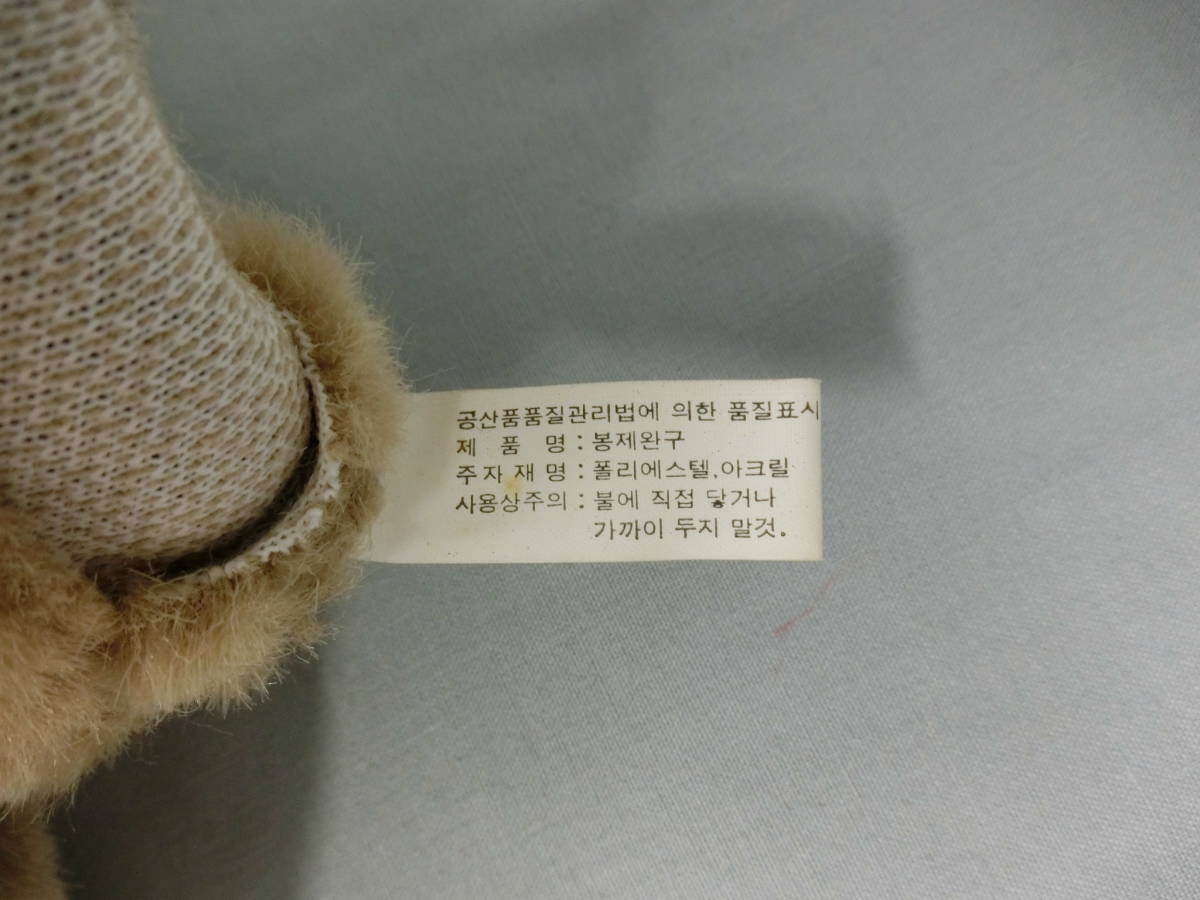 공산품품질관리법에 의한 품질표시
제 품 명 : 봉제완구
주자재명 : 폴리에스텔,아크릴
사용상주의 : 불에 직접 닿거나
가까이 두지 말것.